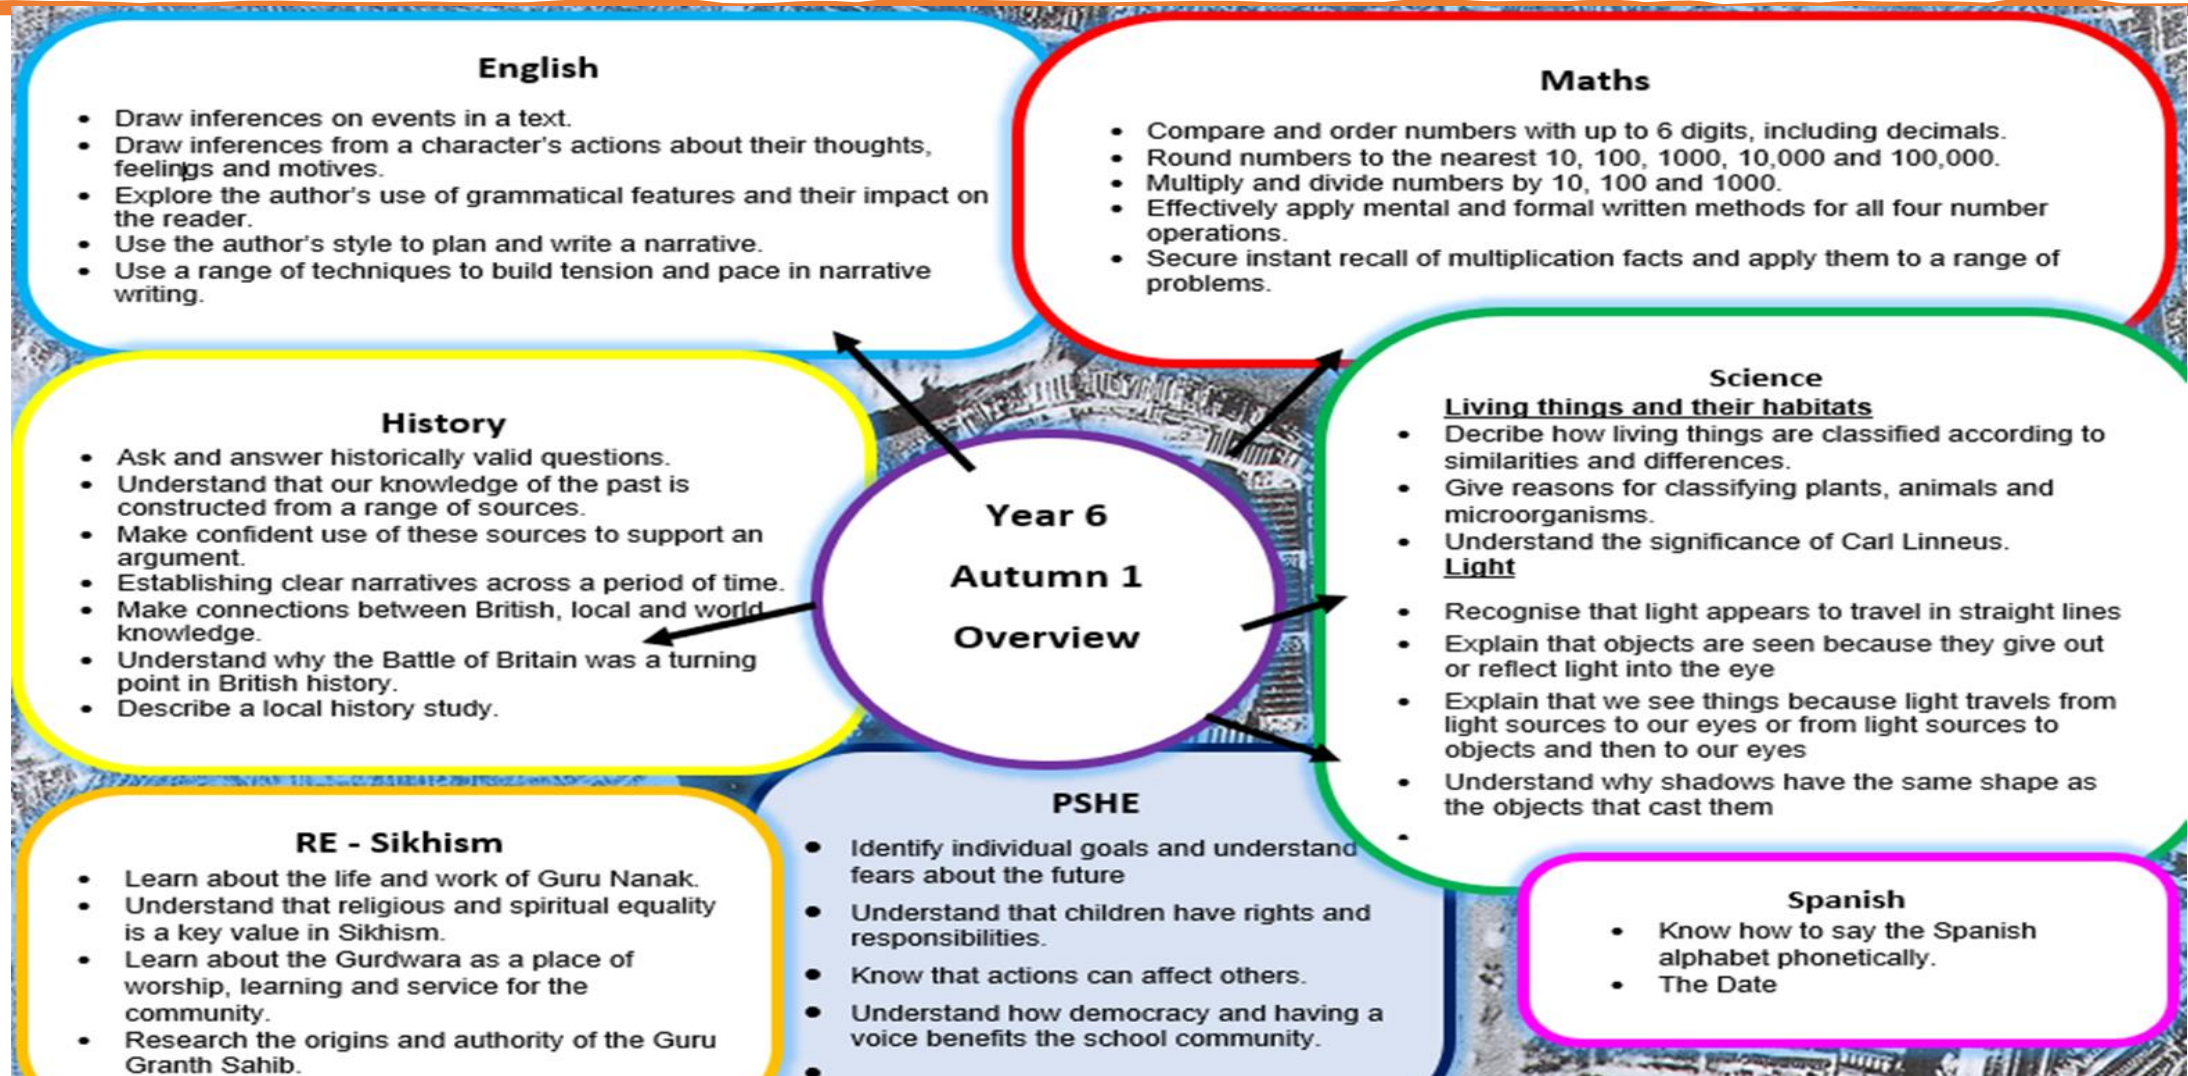 English
• Draw inferences on events in a text.
• Draw inferences from a character's actions about their thoughts,
feelings and motives.
• Explore the author's use of grammatical features and their impact on
the reader.
• Use the author's style to plan and write a narrative.
• Use a range of techniques to build tension and pace in narrative
writing.
Maths
• Compare and order numbers with up to 6 digits, including decimals.
• Round numbers to the nearest 10, 100, 1000, 10,000 and 100,000.
• Multiply and divide numbers by 10, 100 and 1000.
• Effectively apply mental and formal written methods for all four number
operations.
• Secure instant recall of multiplication facts and apply them to a range of
problems.
History
• Ask and answer historically valid questions.
• Understand that our knowledge of the past is
constructed from a range of sources.
• Make confident use of these sources to support an
argument.
• Establishing clear narratives across a period of time.
• Make connections between British, local and world
knowledge.
• Understand why the Battle of Britain was a turning
point in British history.
• Describe a local history study.
Year 6
Autumn 1
Overview
Science
Living things and their habitats
• Decribe how living things are classified according to
similarities and differences.
• Give reasons for classifying plants, animals and
microorganisms.
• Understand the significance of Carl Linneus.
Light
• Recognise that light appears to travel in straight lines
• Explain that objects are seen because they give out
or reflect light into the eye
• Explain that we see things because light travels from
light sources to our eyes or from light sources to
objects and then to our eyes
• Understand why shadows have the same shape as
the objects that cast them
•
RE - Sikhism
• Learn about the life and work of Guru Nanak.
• Understand that religious and spiritual equality
is a key value in Sikhism.
• Learn about the Gurdwara as a place of
worship, learning and service for the
community.
• Research the origins and authority of the Guru
Granth Sahib.
PSHE
• Identify individual goals and understand
fears about the future
• Understand that children have rights and
responsibilities.
• Know that actions can affect others.
• Understand how democracy and having a
voice benefits the school community.
•
Spanish
• Know how to say the Spanish
alphabet phonetically.
• The Date